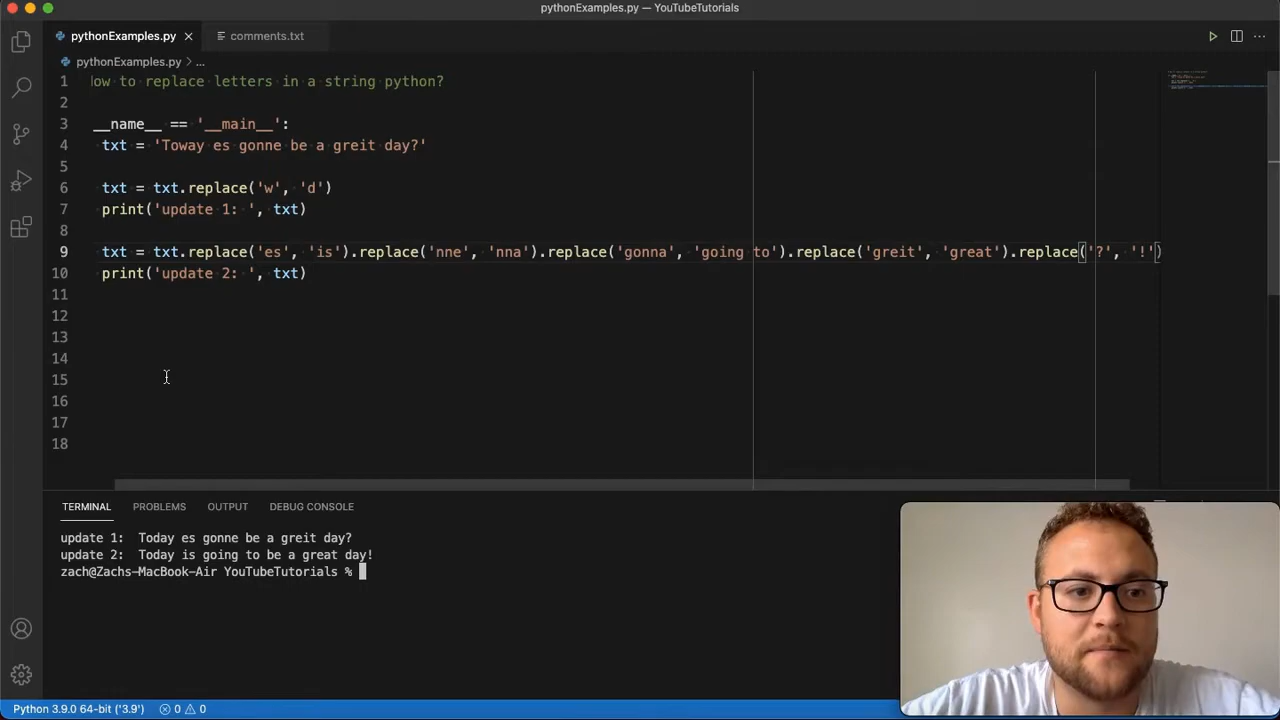 pythonExamples.py — YouTubeTutorials
pythonExamples.py
comments.txt
pythonExamples.py > ...
1 ow to replace letters in a string python?
2
3 __name__ == '__main__':
4 txt = 'Toway es gonne be a greit day?'
5
6 txt = txt.replace('w', 'd')
7 print('update 1: ', txt)
8
9 txt = txt.replace('es', 'is').replace('nne', 'nna').replace('gonna', 'going to').replace('greit', 'great').replace('?', '!')
10 print('update 2: ', txt)
11
12
13
14
15
16
17
18
TERMINAL PROBLEMS OUTPUT DEBUG CONSOLE
update 1:  Today es gonne be a greit day?
update 2:  Today is going to be a great day!
zach@Zachs-MacBook-Air YouTubeTutorials %
Python 3.9.0 64-bit ('3.9') 0 0